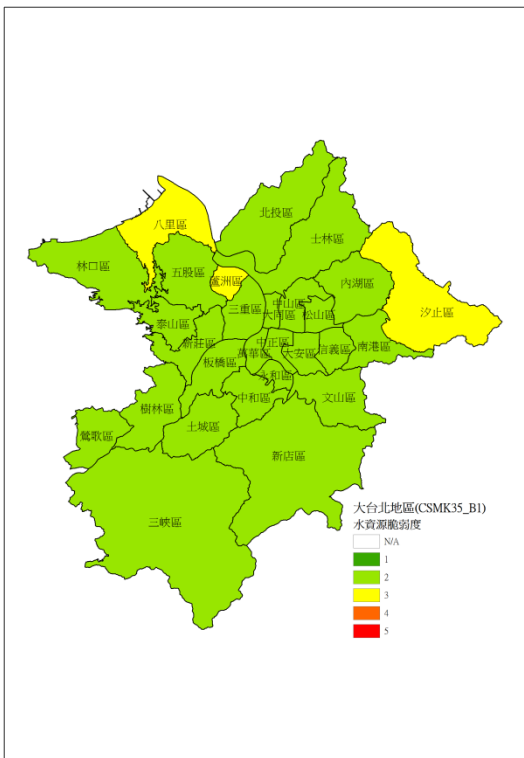 北投區
八里區
士林區
林口區
五股區
內湖區
蘆洲區
三重區
中山區
汐止區
大同區
松山區
泰山區
新莊區
中正區
萬華區
大安區
信義區
南港區
板橋區
永和區
中和區
文山區
樹林區
土城區
鶯歌區
新店區
三峽區
大台北地區(CSMK35_B1)
水資源脆弱度
N/A
1
2
3
4
5